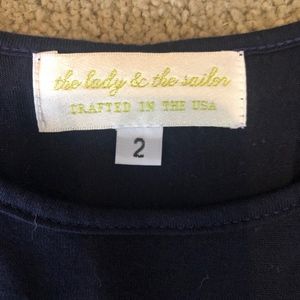 the lady & the sailor
CRAFTED IN THE USA
2